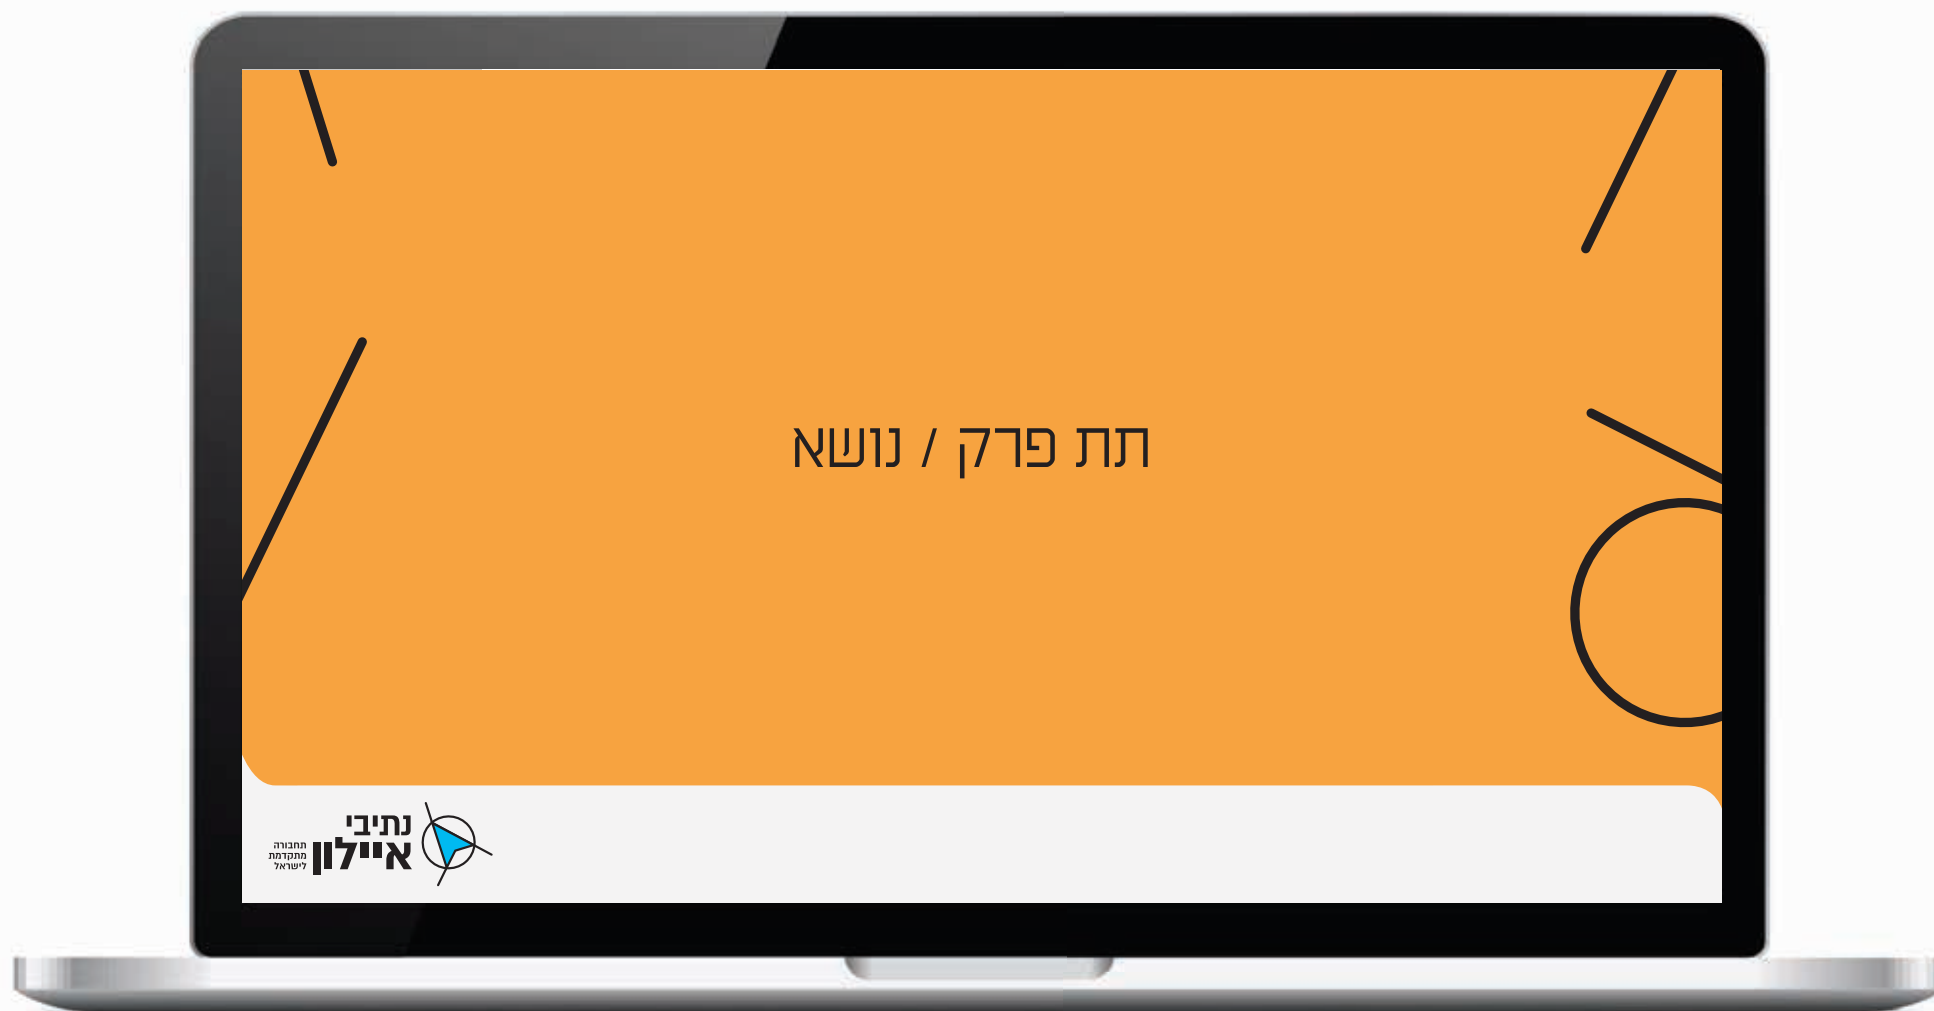 תת פרק / נושא
נתיבי
איילון
תחבורה
מתקדמת
לישראל